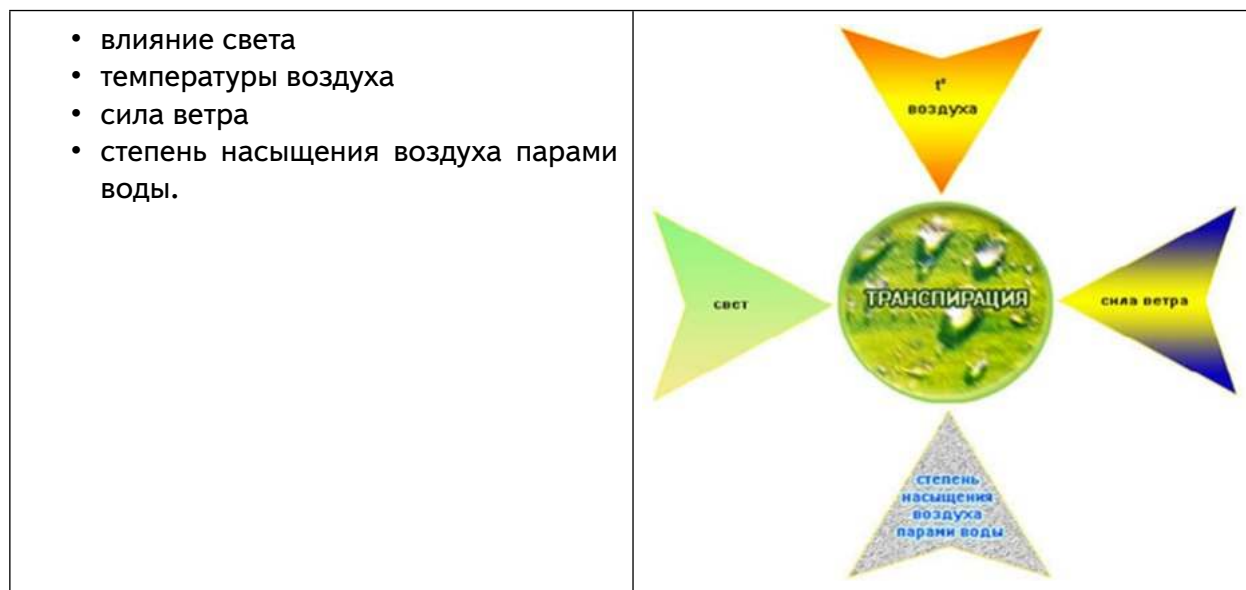 • влияние света
• температуры воздуха
• сила ветра
• степень насыщения воздуха парами
воды.
t°
воздуха
свет
ТРАНСПИРАЦИЯ
сила ветра
степень
насыщения
воздуха
парами воды